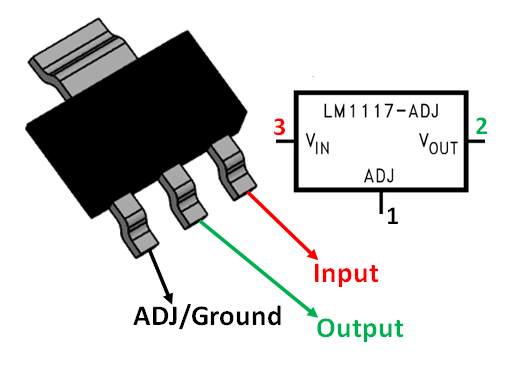 LM1117-ADJ
3
VIN
VOUT
2
ADJ
1
Input
ADJ/Ground
Output